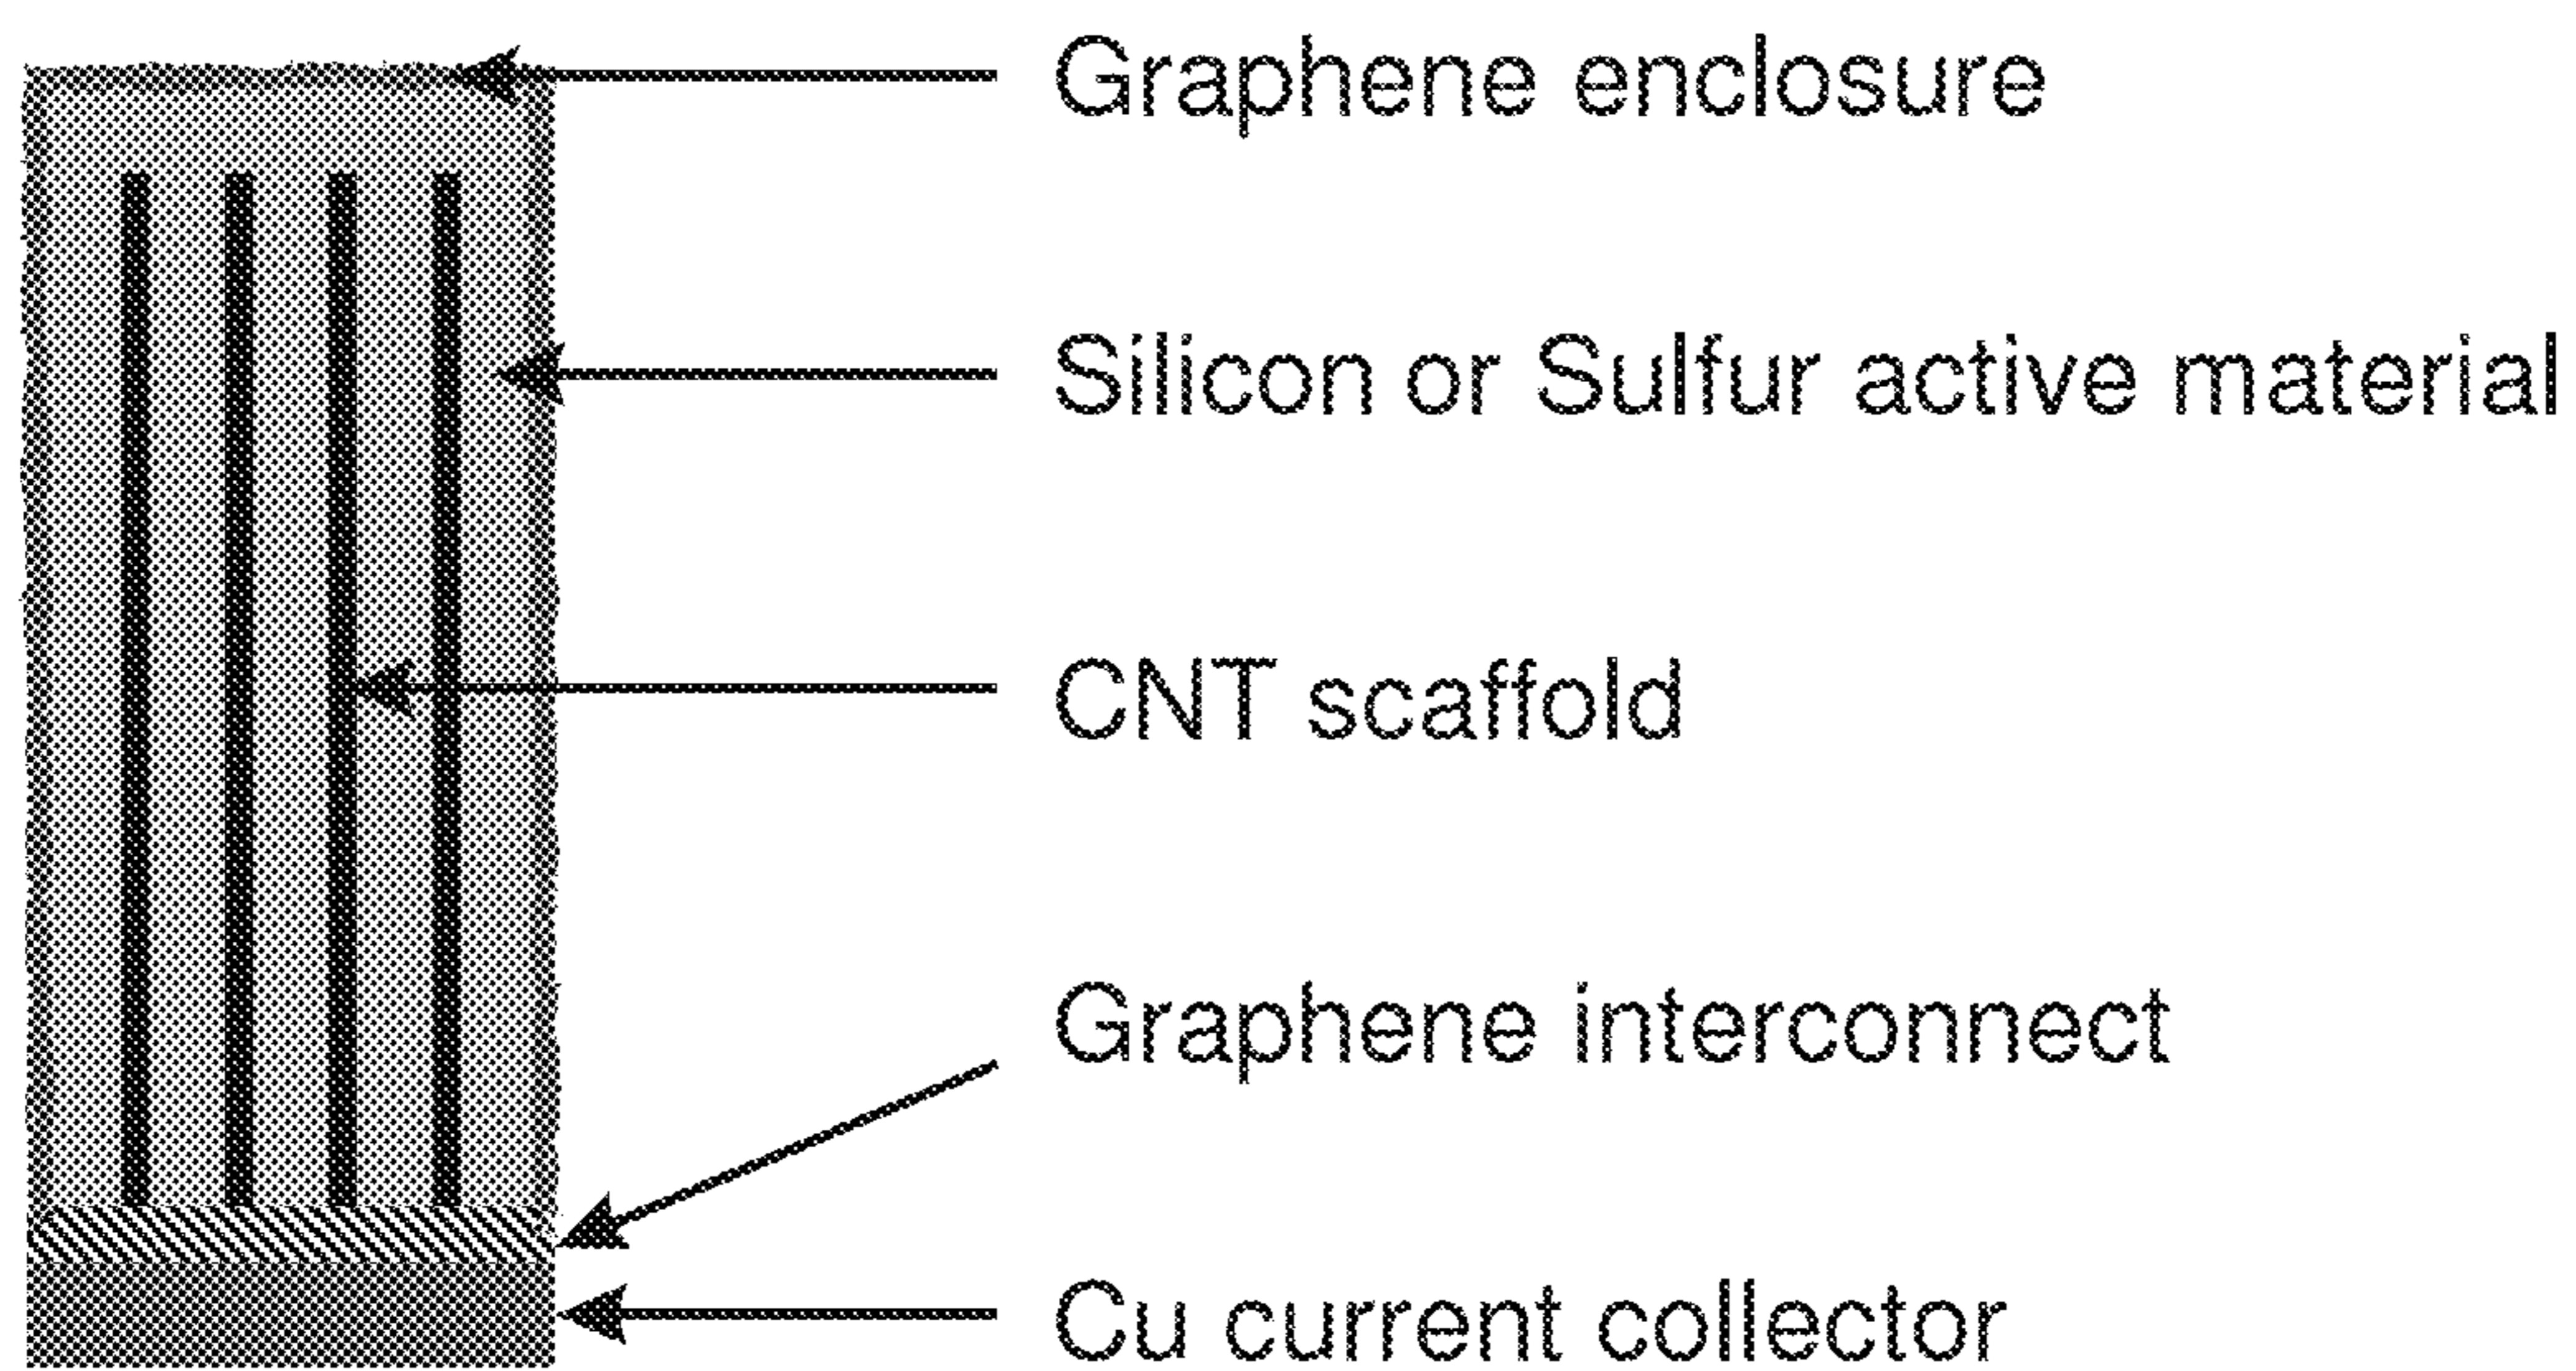 Graphene enclosure
Silicon or Sulfur active material
CNT scaffold
Graphene interconnect
Cu current collector